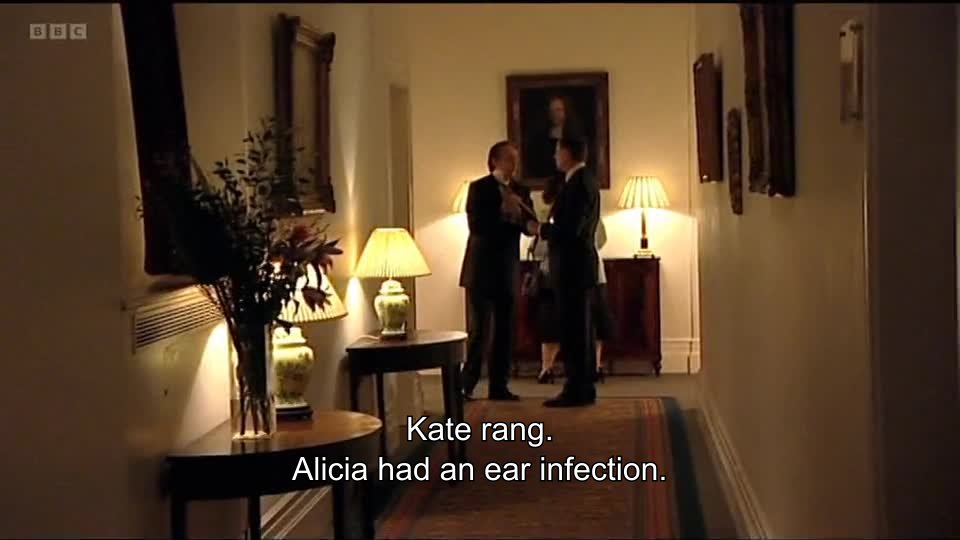 BBC
Kate rang.
Alicia had an ear infection.